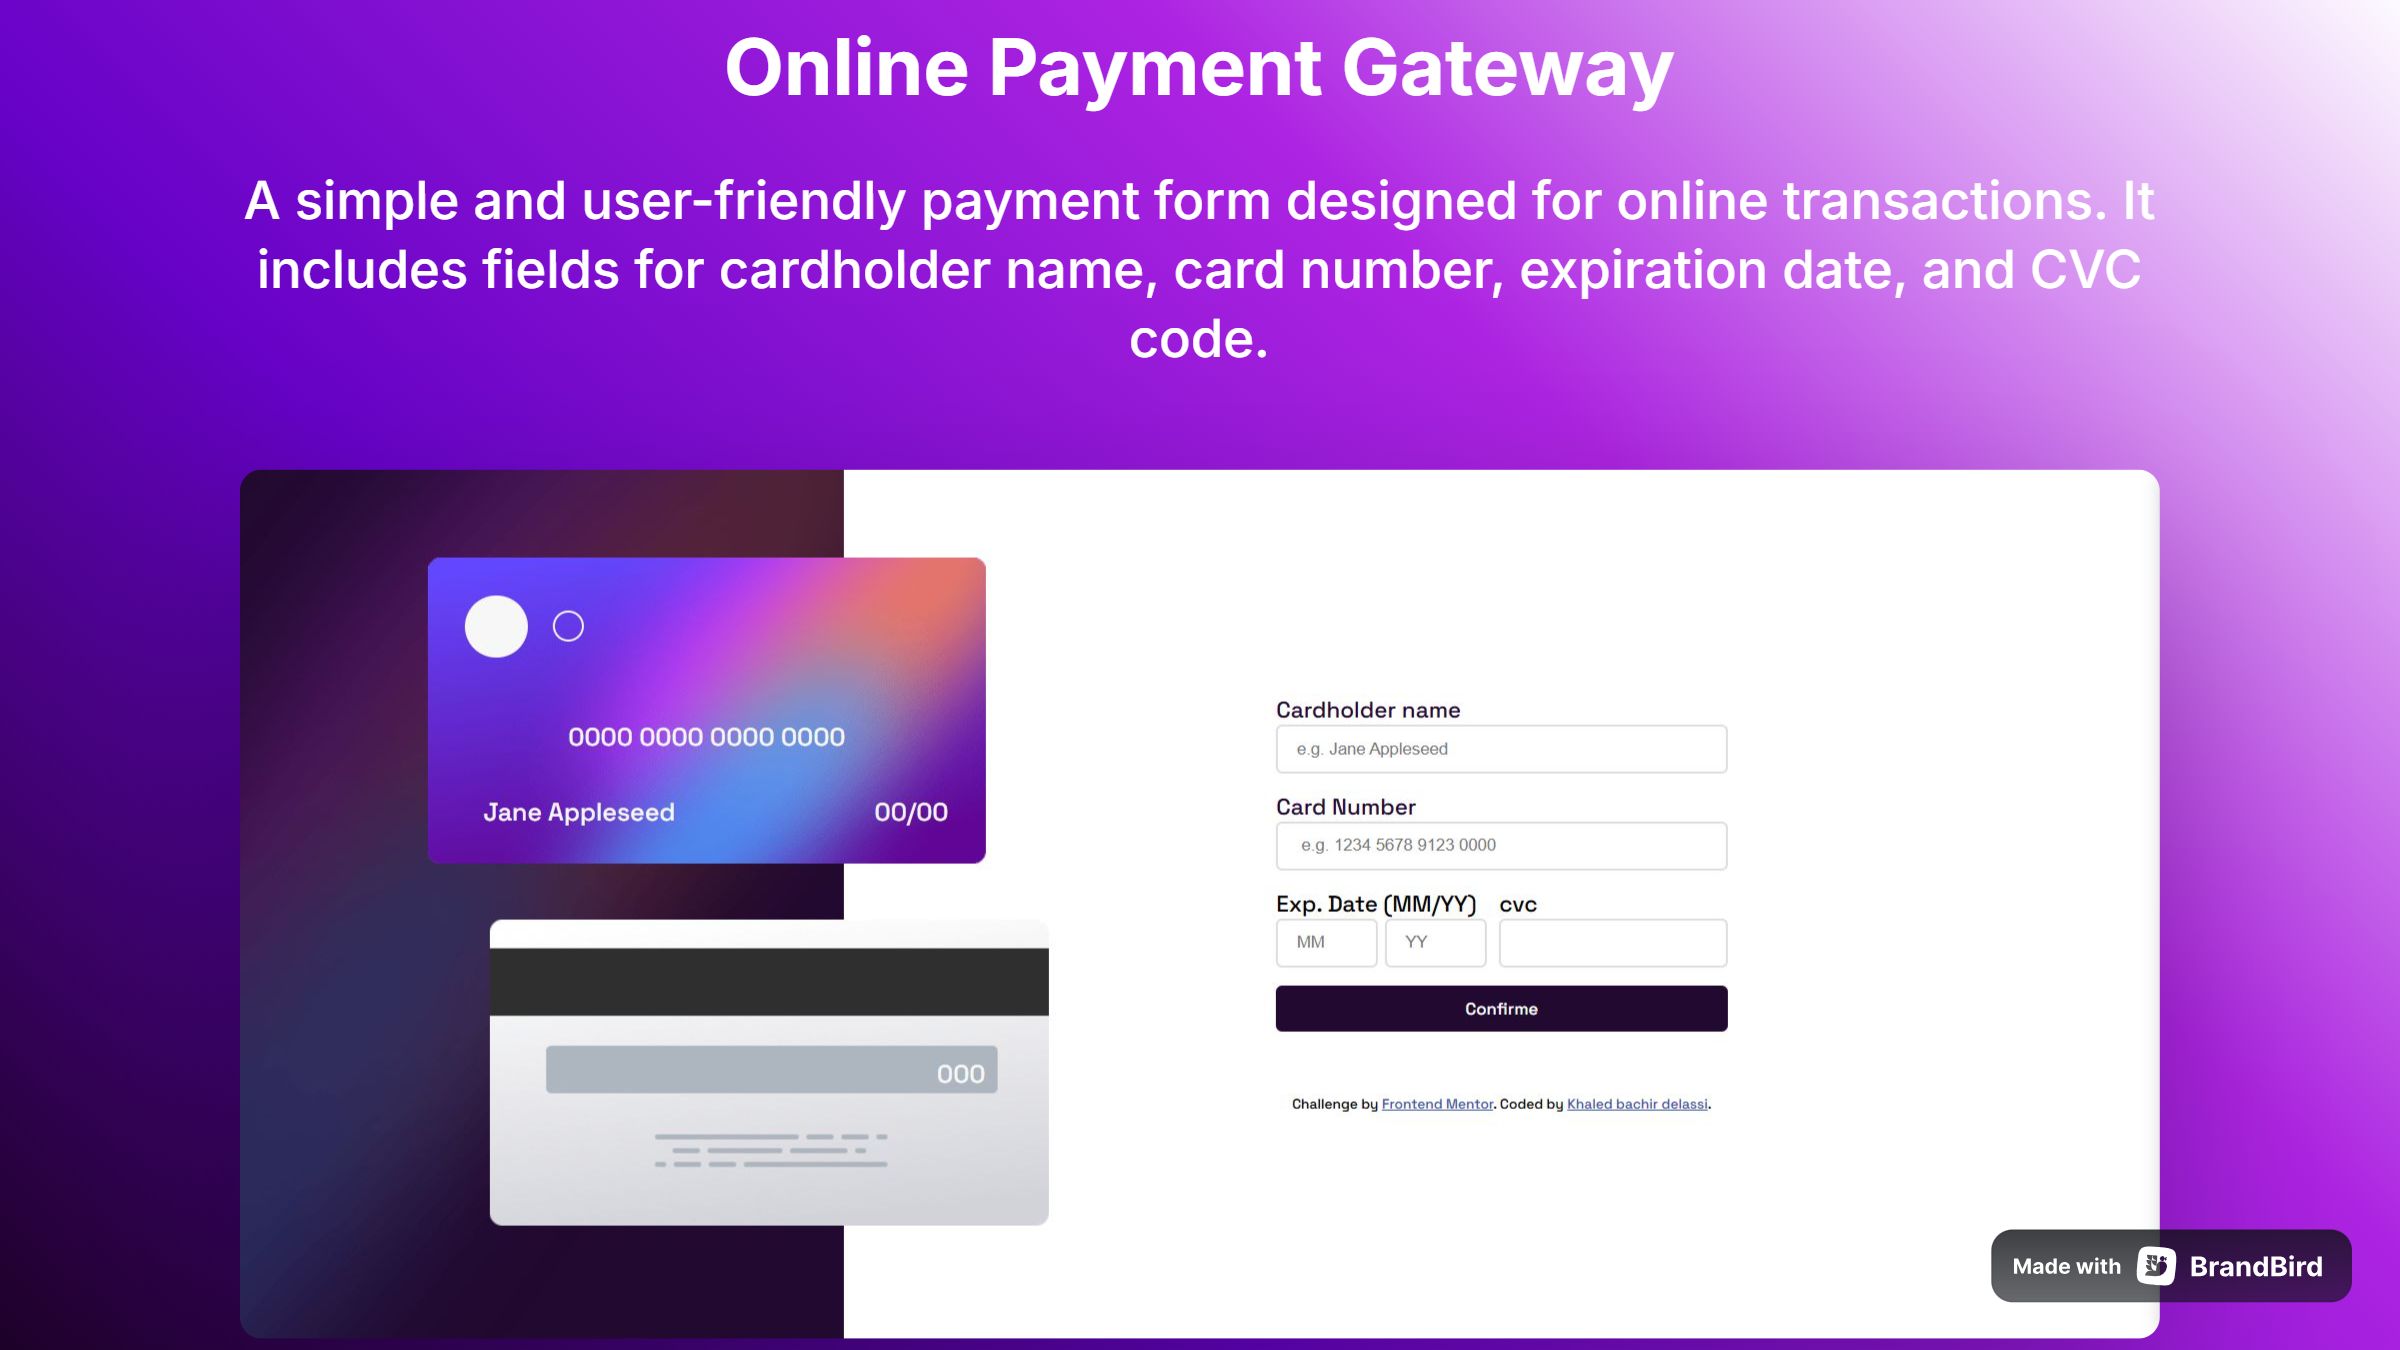 Online Payment Gateway
A simple and user-friendly payment form designed for online transactions. It
includes fields for cardholder name, card number, expiration date, and CVC
code.
0000 0000 0000 0000
Jane Appleseed 00/00
000
Cardholder name
e.g. Jane Appleseed
Card Number
e.g. 1234 5678 9123 0000
Exp. Date (MM/YY) cvc
MM YY
Confirme
Challenge by Frontend Mentor. Coded by Khaled bachir delassi.
Made with BrandBird